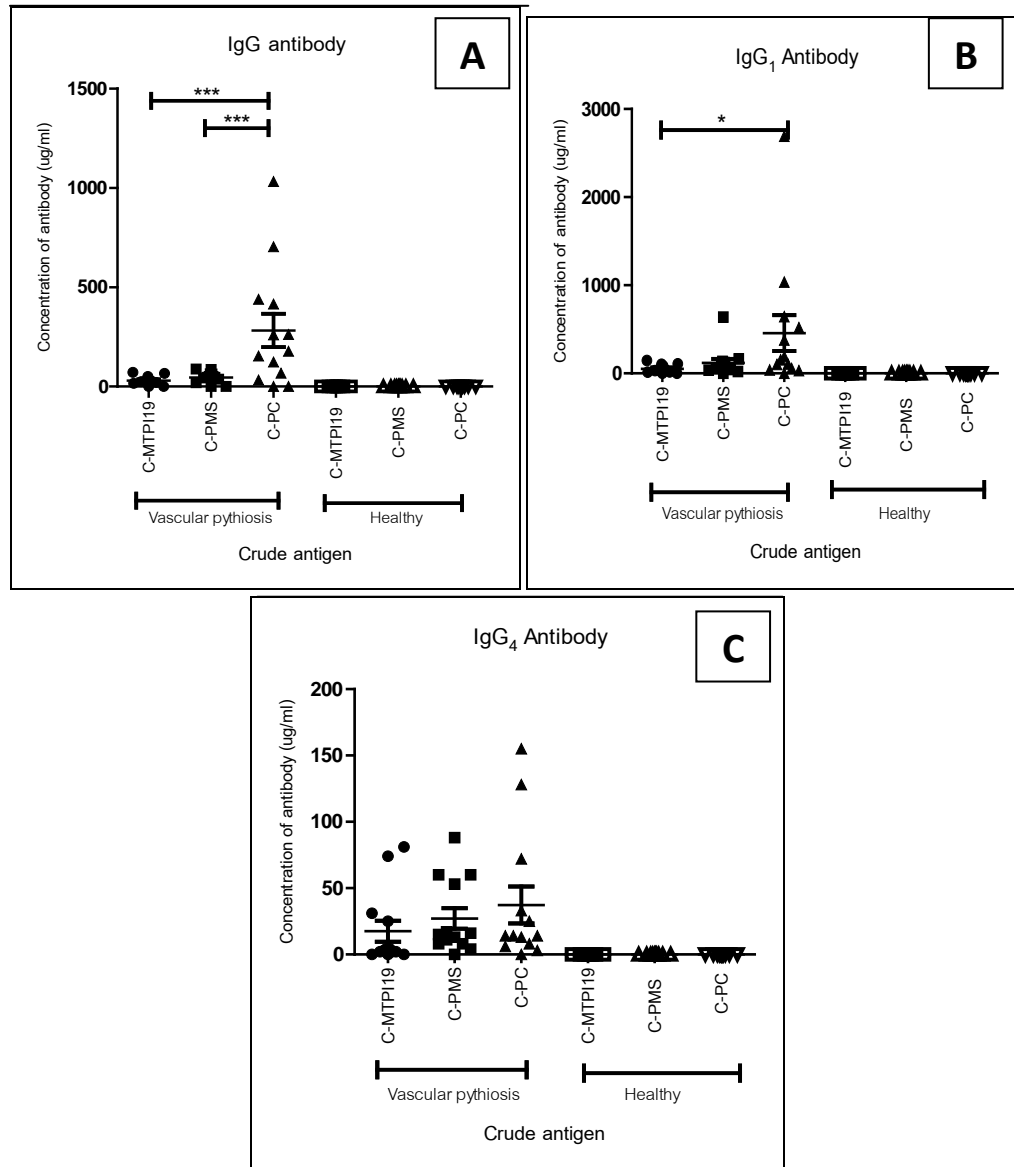 IgG antibody
A
Concentration of antibody (ug/ml)
1500
1000
500
0
***
***
C-MTPI19
C-PMS
C-PC
C-MTPI19
C-PMS
C-PC
Vascular pythiosis
Healthy
Crude antigen
IgG₁ Antibody
B
Concentration of antibody (ug/ml)
3000
2000
1000
0
*
C-MTPI19
C-PMS
C-PC
C-MTPI19
C-PMS
C-PC
Vascular pythiosis
Healthy
Crude antigen
IgG₄ Antibody
C
Concentration of antibody (ug/ml)
200
150
100
50
0
C-MTPI19
C-PMS
C-PC
C-MTPI19
C-PMS
C-PC
Vascular pythiosis
Healthy
Crude antigen